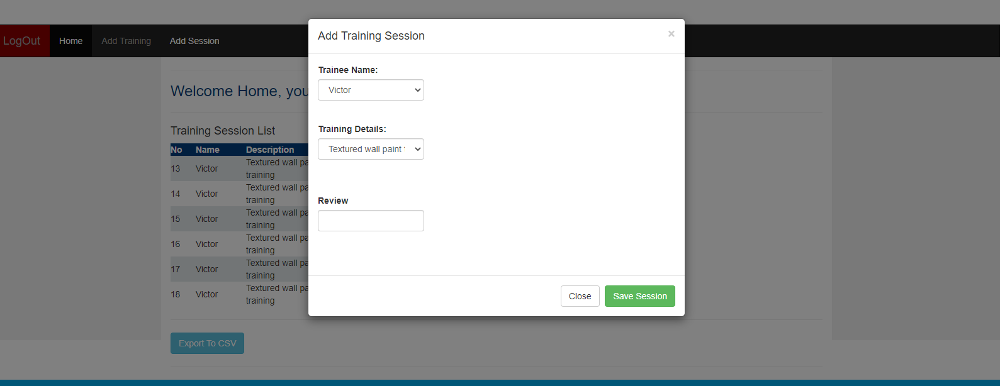 LogOut Home Add Training Add Session
Add Training Session ×
Trainee Name:
Victor
Training Details:
Textured wall paint
Review
Close Save Session
Welcome Home, you
Training Session List
No Name Description
13 Victor Textured wall pa
training
14 Victor Textured wall pa
training
15 Victor Textured wall pa
training
16 Victor Textured wall pa
training
17 Victor Textured wall pa
training
18 Victor Textured wall pa
training
Export To CSV